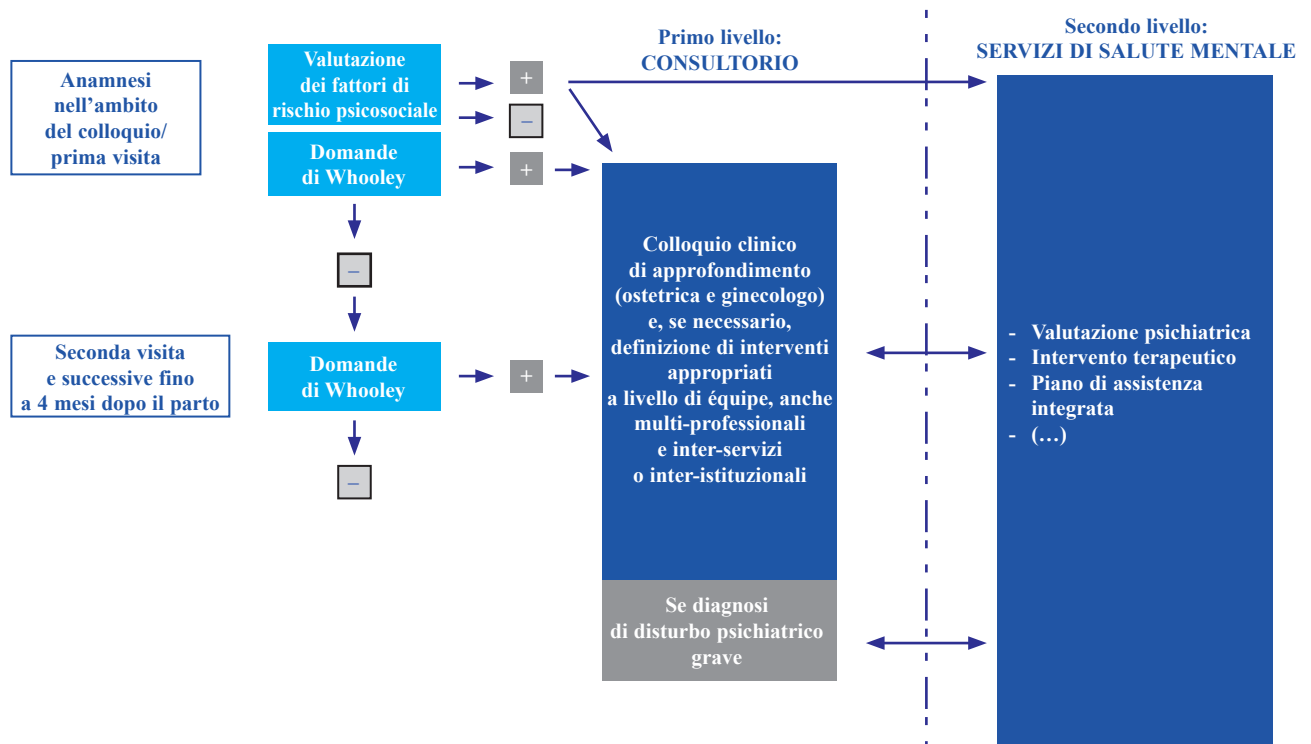 Primo livello:
CONSULTORIO
Secondo livello:
SERVIZI DI SALUTE MENTALE
Anamnesi
nell'ambito
del colloquio/
prima visita
Valutazione
dei fattori di
rischio psicosociale
+
–
Domande
di Whooley
+
–
Seconda visita
e successive fino
a 4 mesi dopo il parto
Domande
di Whooley
+
–
Colloquio clinico
di approfondimento
(ostetrica e ginecologo)
e, se necessario,
definizione di interventi
appropriati
a livello di équipe, anche
multi-professionali
e inter-servizi
o inter-istituzionali
Se diagnosi
di disturbo psichiatrico
grave
- Valutazione psichiatrica
- Intervento terapeutico
- Piano di assistenza
integrata
- (…)